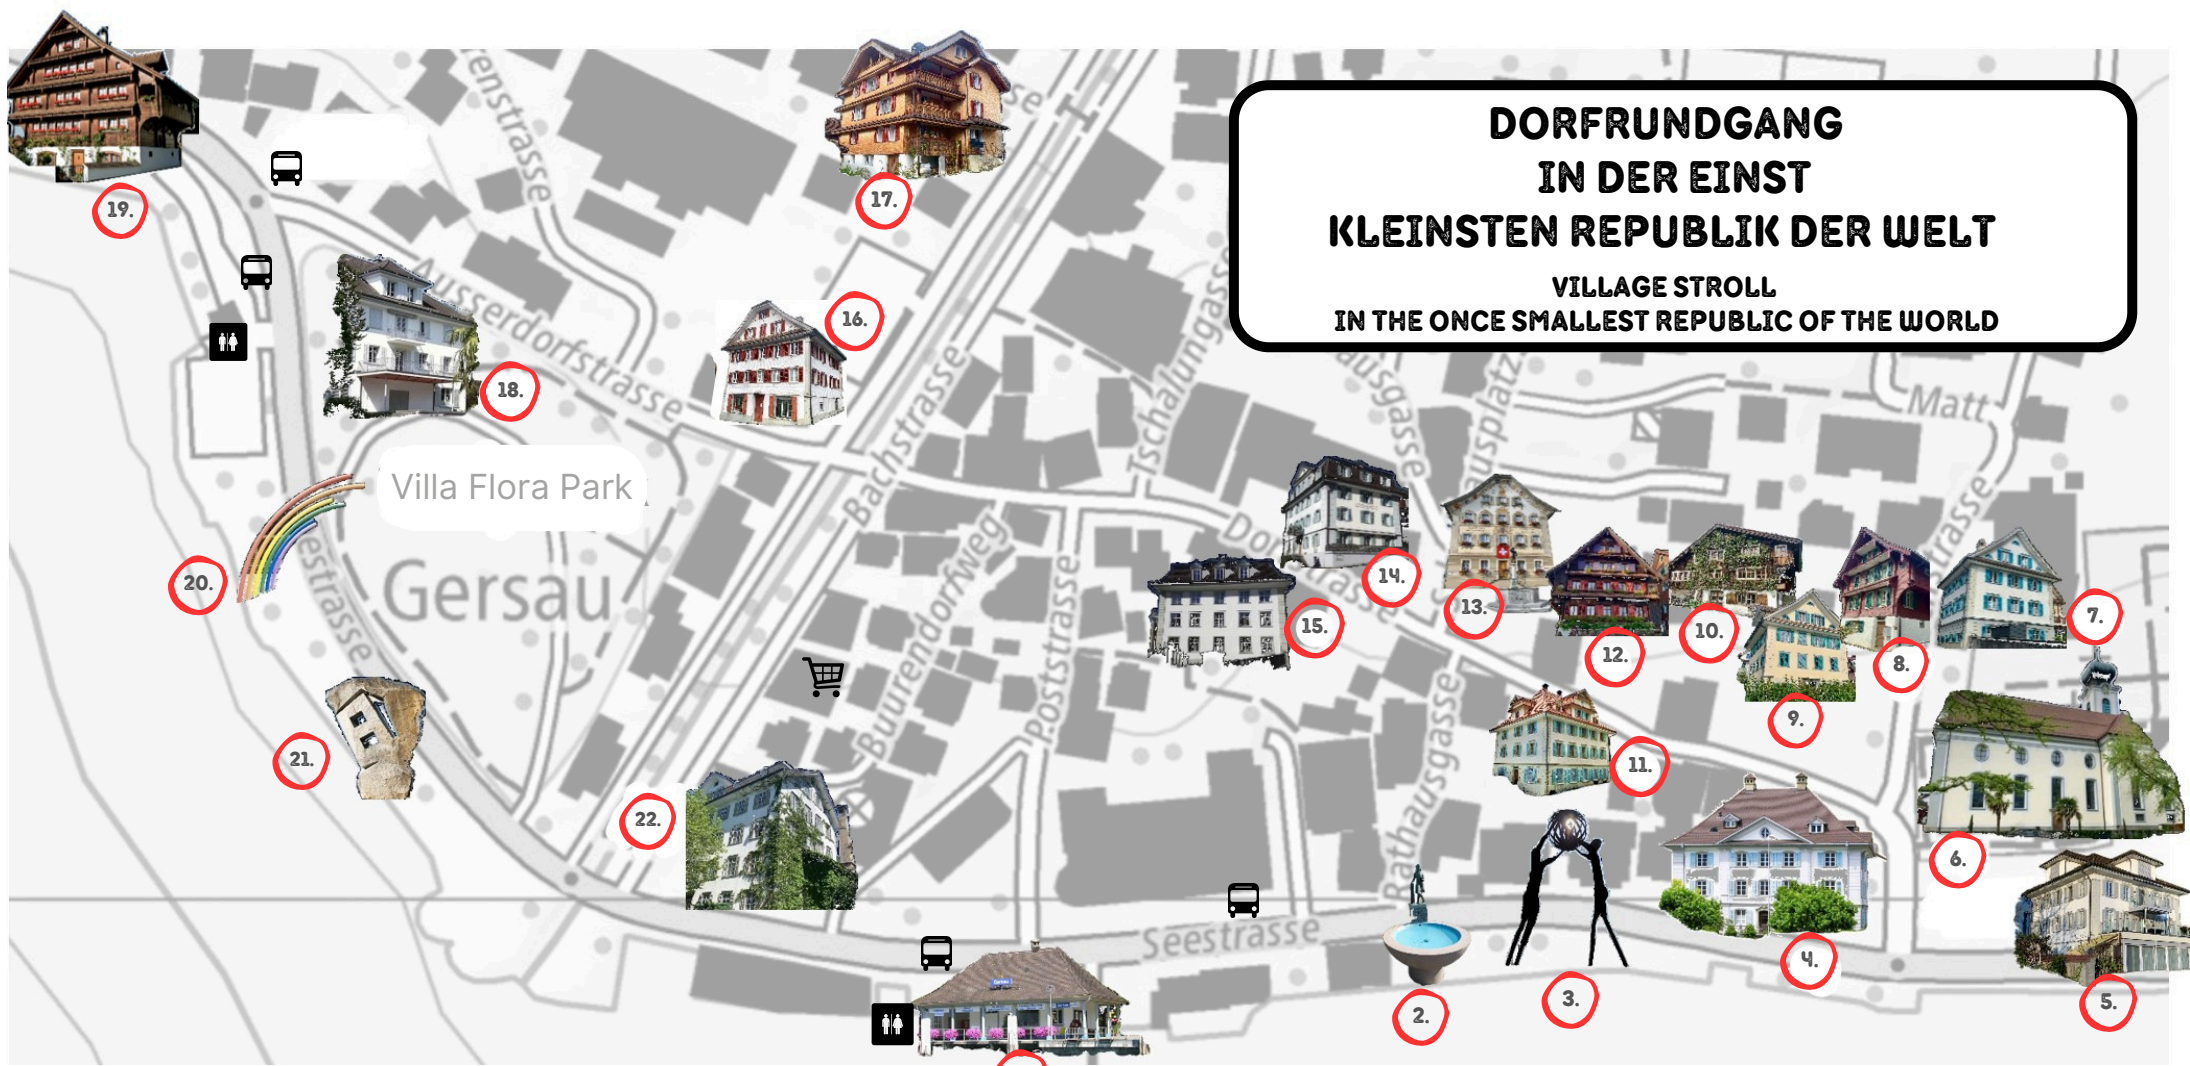 DORFRUNDGANG
IN DER EINST
KLEINSTEN REPUBLIK DER WELT
VILLAGE STROLL
IN THE ONCE SMALLEST REPUBLIC OF THE WORLD
19.
17.
16.
18.
Ausserdorfstrasse
Bachstrasse
Tschalungasse
Matt
Villa Flora Park
Gersau
20.
21.
22.
Buurendorfweg
Poststrasse
15.
14.
13.
12.
10.
9.
8.
7.
11.
Rathausgasse
6.
Seestrasse
2.
3.
4.
5.